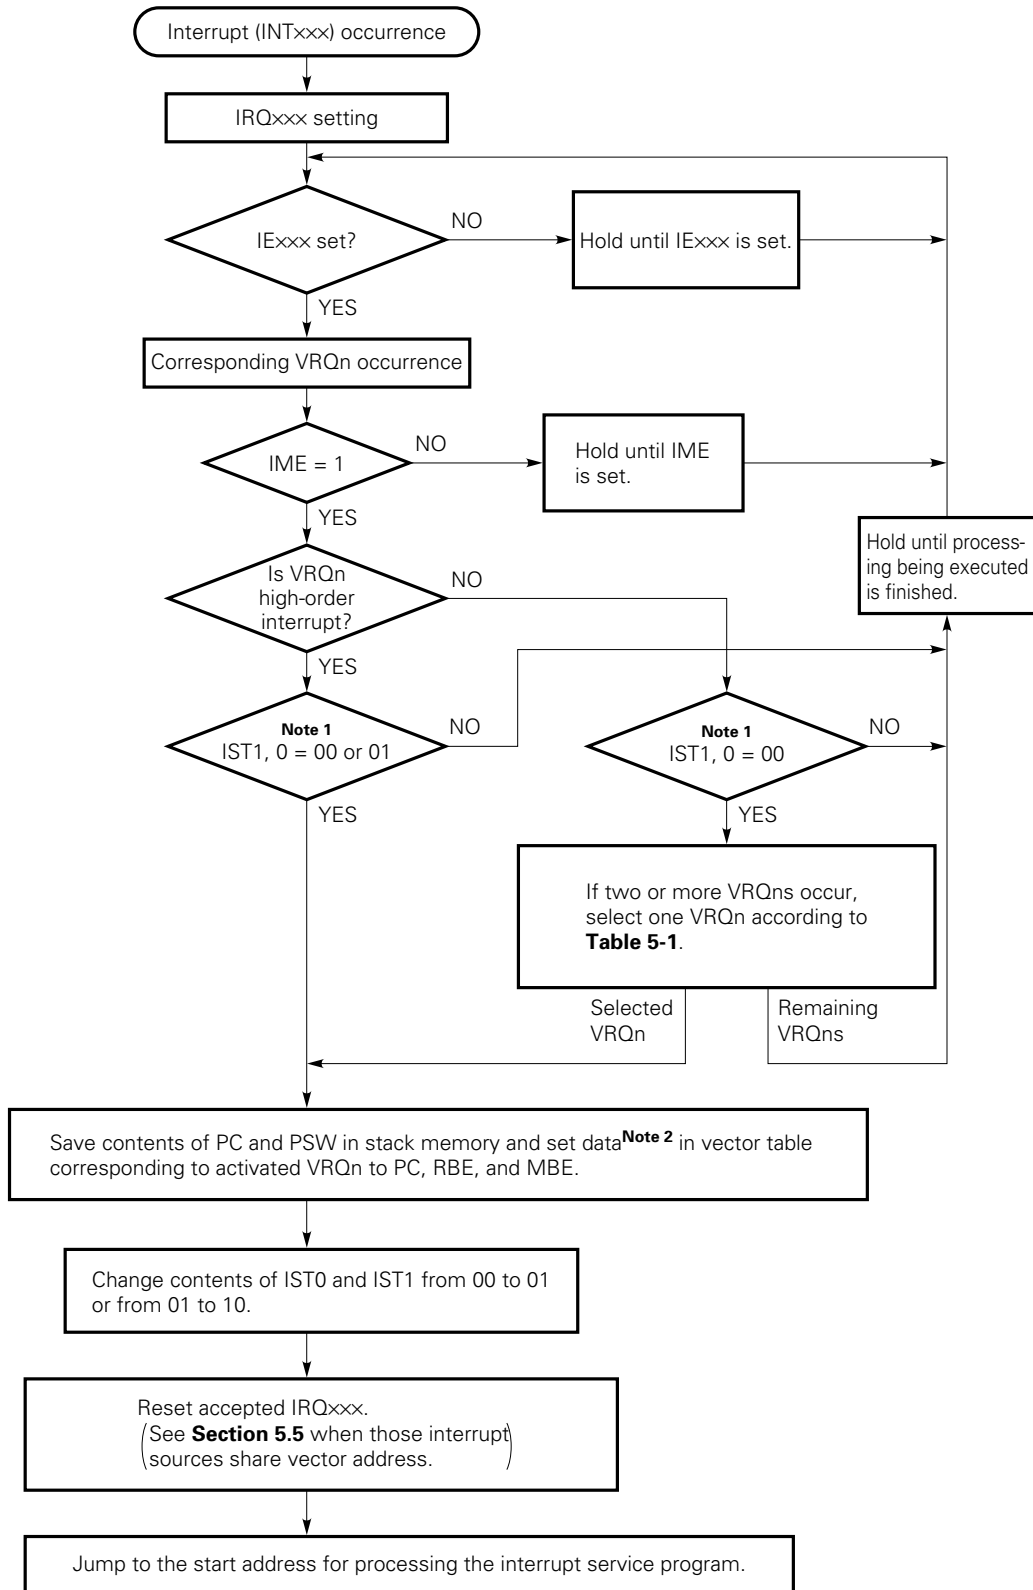 Interrupt (INT×××) occurrence
IRQ××× setting
IE××× set?
NO
Hold until IE××× is set.
YES
Corresponding VRQn occurrence
IME = 1
NO
Hold until IME
is set.
YES
Hold until process-
ing being executed
is finished.
Is VRQn
high-order
interrupt?
NO
YES
Note 1
IST1, 0 = 00 or 01
NO
YES
Note 1
IST1, 0 = 00
NO
YES
If two or more VRQns occur,
select one VRQn according to
Table 5-1.
Selected
VRQn
Remaining
VRQns
Save contents of PC and PSW in stack memory and set data Note 2 in vector table
corresponding to activated VRQn to PC, RBE, and MBE.
Change contents of IST0 and IST1 from 00 to 01
or from 01 to 10.
Reset accepted IRQ×××.
(See Section 5.5 when those interrupt
sources share vector address.)
Jump to the start address for processing the interrupt service program.